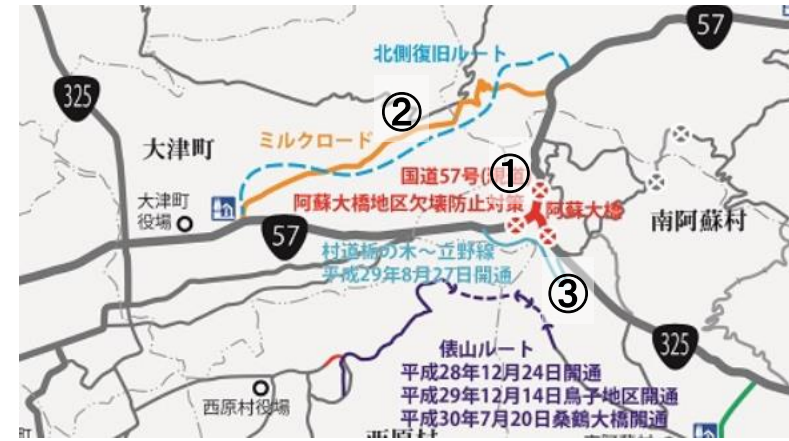 57
北側復旧ルート
325
②
ミルクロード
大津町
①
国道57号(現道
阿蘇大橋地区欠壊防止対策
阿蘇大橋
大津町
役場
南阿蘇村
57
村道栃の木～立野線
平成29年8月27日開通
③
325
俵山ルート
平成28年12月24日開通
平成29年12月14日鳥子地区開通
平成30年7月20日桑鶴大橋開通
西原村役場
西原村